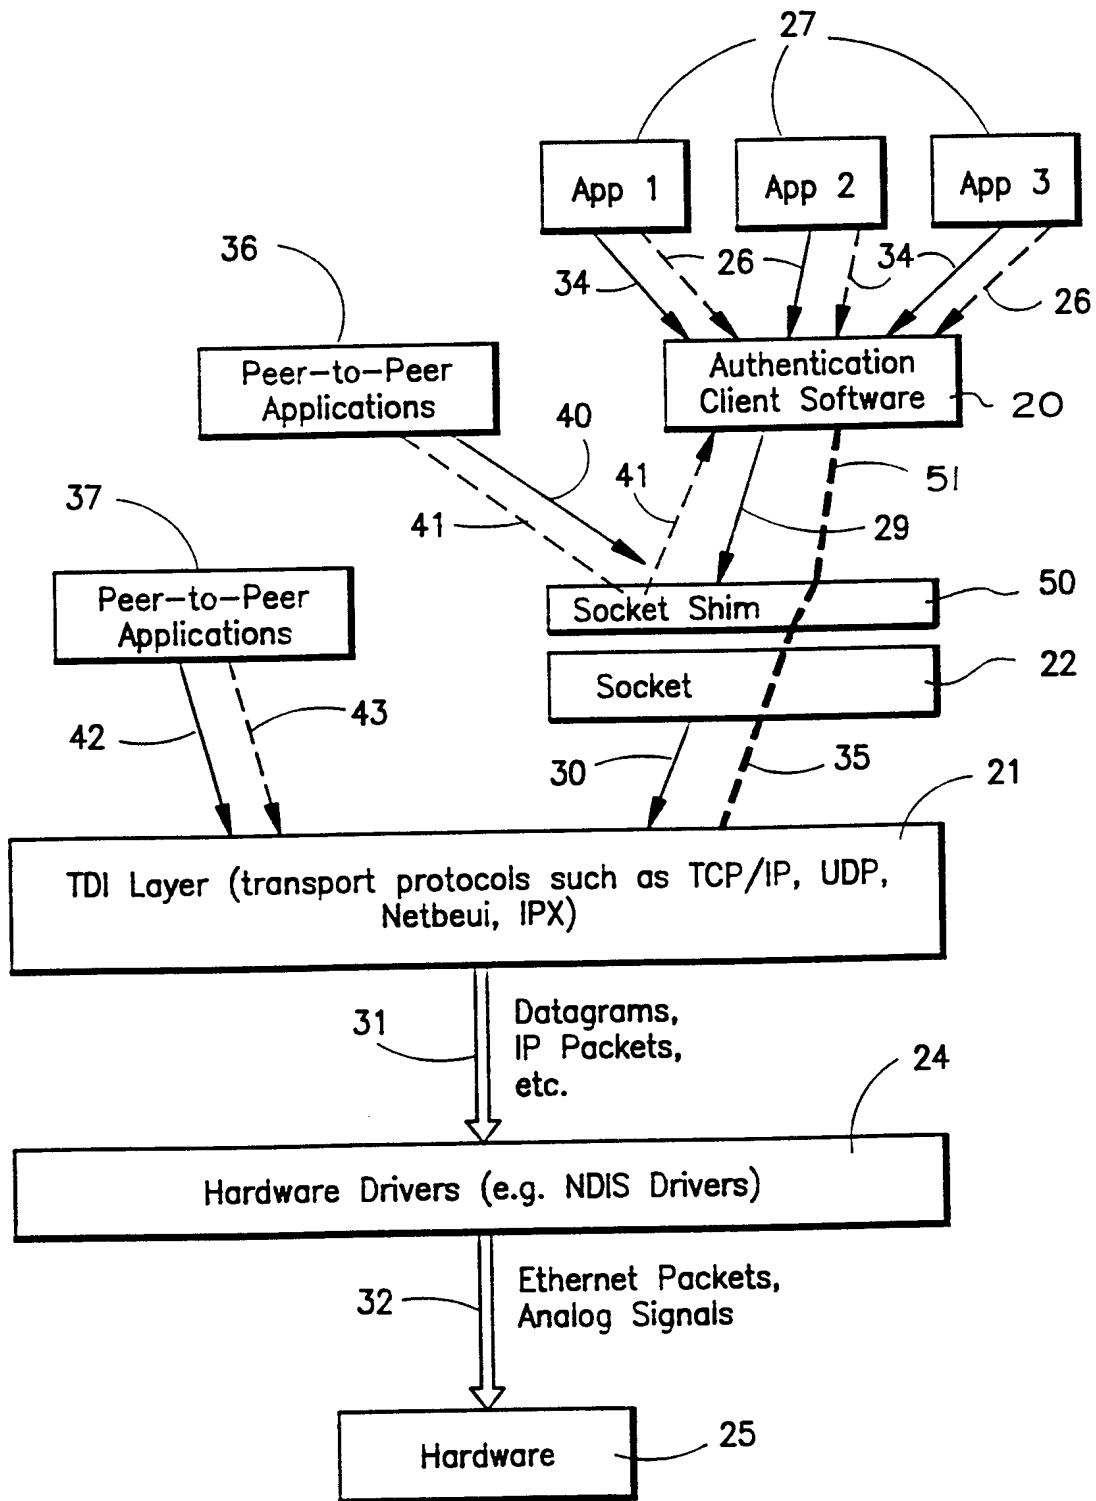 27
App 1
App 2
App 3
36
34
26
34
26
Peer-to-Peer
Applications
Authentication
Client Software
20
40
41
41
51
37
29
Peer-to-Peer
Applications
Socket Shim
50
Socket
22
42
43
30
35
21
TDI Layer (transport protocols such as TCP/IP, UDP,
Netbeui, IPX)
31
Datagrams,
IP Packets,
etc.
24
Hardware Drivers (e.g. NDIS Drivers)
32
Ethernet Packets,
Analog Signals
Hardware
25